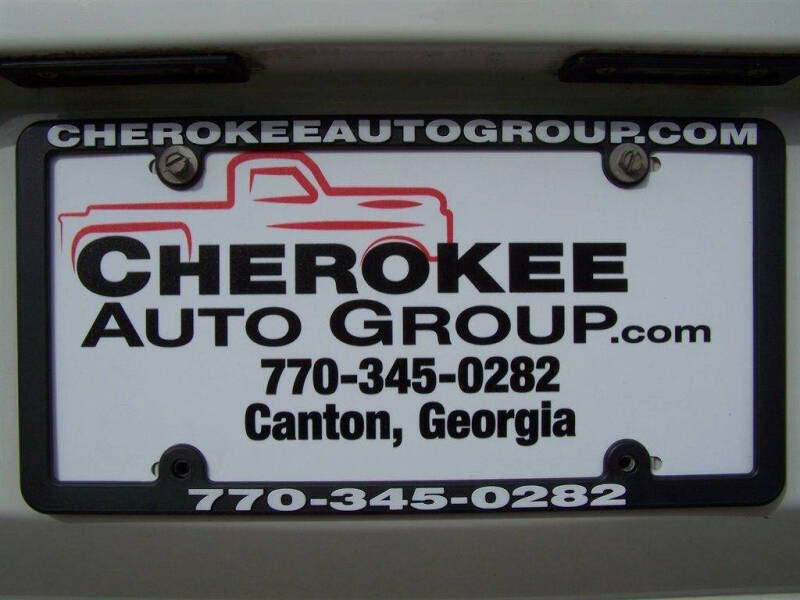 CHEROKEEAUTOGROUP.COM
CHEROKEE
AUTO GROUP.com
770-345-0282
Canton, Georgia
770-345-0282